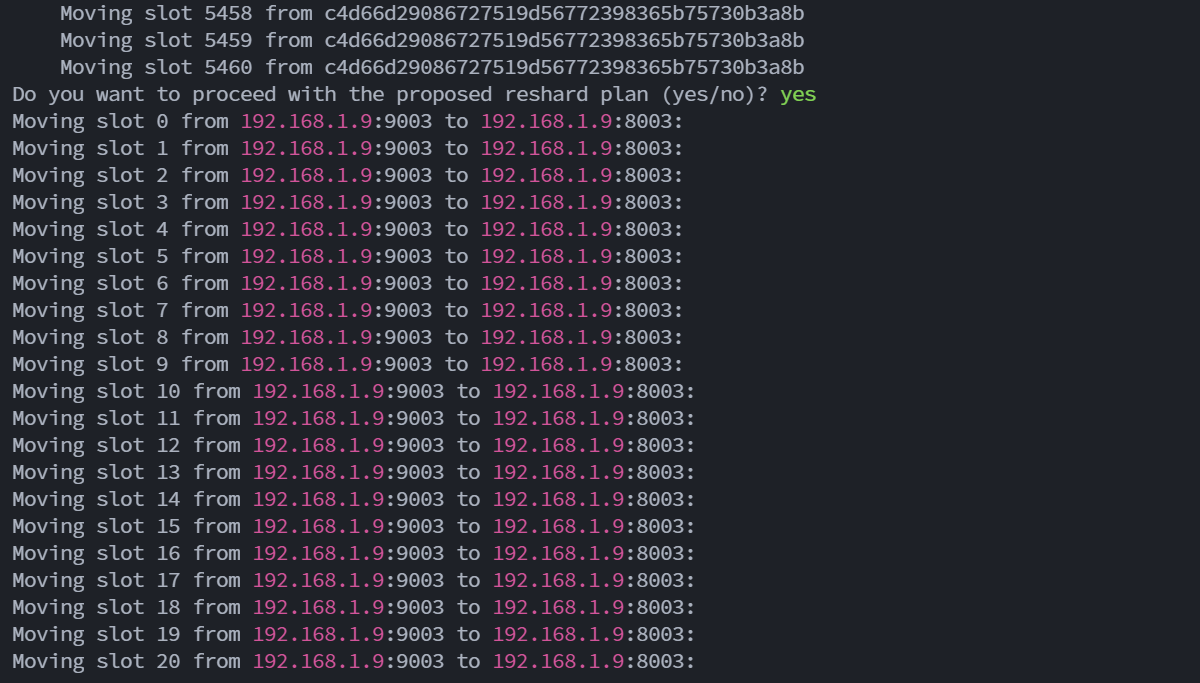 Moving slot 5458 from c4d66d29086727519d56772398365b75730b3a8b
Moving slot 5459 from c4d66d29086727519d56772398365b75730b3a8b
Moving slot 5460 from c4d66d29086727519d56772398365b75730b3a8b
Do you want to proceed with the proposed reshard plan (yes/no)? yes
Moving slot 0 from 192.168.1.9:9003 to 192.168.1.9:8003:
Moving slot 1 from 192.168.1.9:9003 to 192.168.1.9:8003:
Moving slot 2 from 192.168.1.9:9003 to 192.168.1.9:8003:
Moving slot 3 from 192.168.1.9:9003 to 192.168.1.9:8003:
Moving slot 4 from 192.168.1.9:9003 to 192.168.1.9:8003:
Moving slot 5 from 192.168.1.9:9003 to 192.168.1.9:8003:
Moving slot 6 from 192.168.1.9:9003 to 192.168.1.9:8003:
Moving slot 7 from 192.168.1.9:9003 to 192.168.1.9:8003:
Moving slot 8 from 192.168.1.9:9003 to 192.168.1.9:8003:
Moving slot 9 from 192.168.1.9:9003 to 192.168.1.9:8003:
Moving slot 10 from 192.168.1.9:9003 to 192.168.1.9:8003:
Moving slot 11 from 192.168.1.9:9003 to 192.168.1.9:8003:
Moving slot 12 from 192.168.1.9:9003 to 192.168.1.9:8003:
Moving slot 13 from 192.168.1.9:9003 to 192.168.1.9:8003:
Moving slot 14 from 192.168.1.9:9003 to 192.168.1.9:8003:
Moving slot 15 from 192.168.1.9:9003 to 192.168.1.9:8003:
Moving slot 16 from 192.168.1.9:9003 to 192.168.1.9:8003:
Moving slot 17 from 192.168.1.9:9003 to 192.168.1.9:8003:
Moving slot 18 from 192.168.1.9:9003 to 192.168.1.9:8003:
Moving slot 19 from 192.168.1.9:9003 to 192.168.1.9:8003:
Moving slot 20 from 192.168.1.9:9003 to 192.168.1.9:8003: